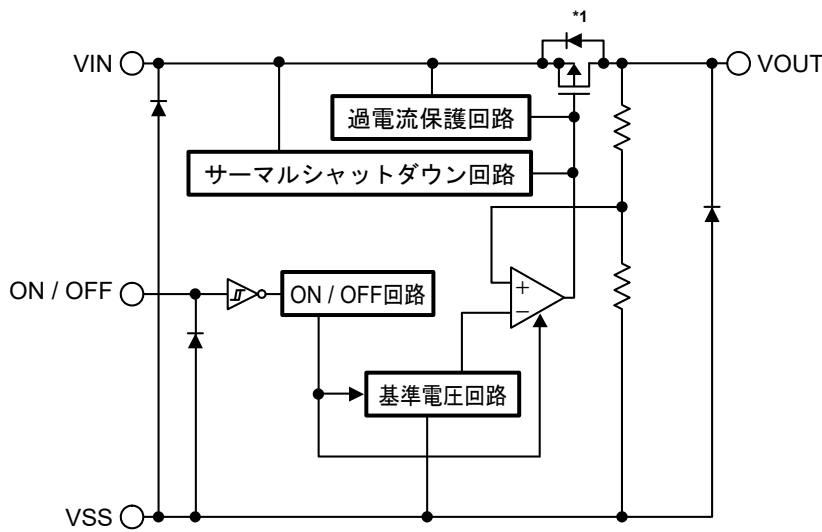 *1
VIN
VOUT
過電流保護回路
サーマルシャットダウン回路
ON / OFF
ON / OFF回路
+
−
基準電圧回路
VSS